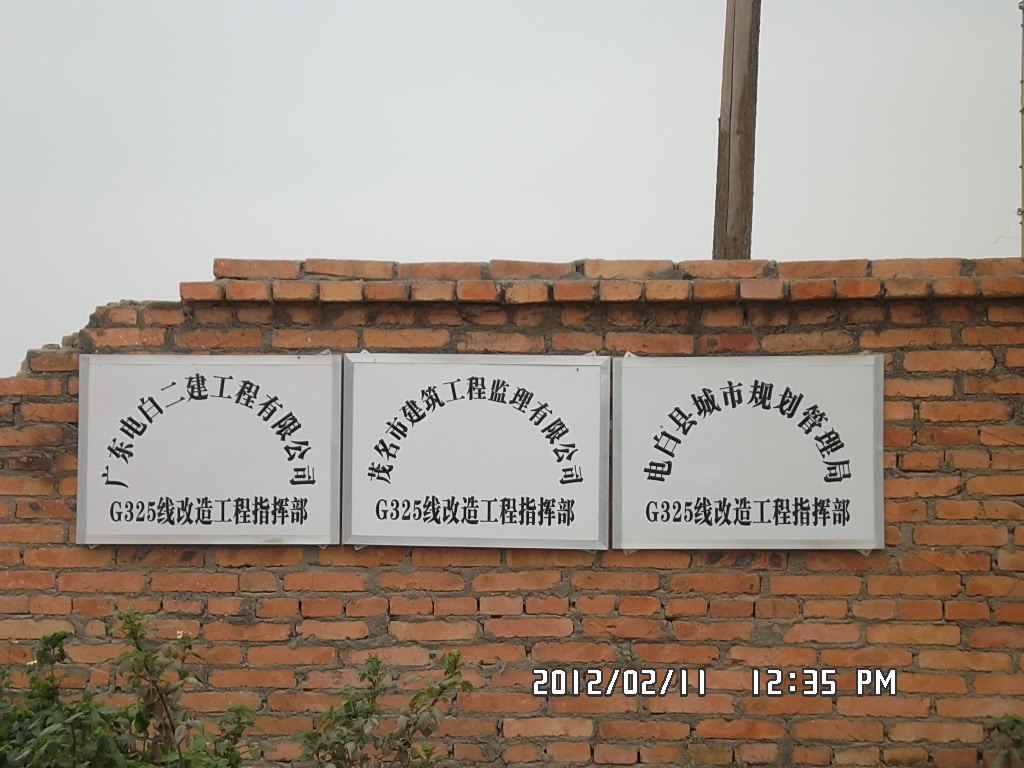 广东电白二建工程有限公司
G325线改造工程指挥部
茂名市建筑工程监理有限公司
G325线改造工程指挥部
电白县城市规划管理局
G325线改造工程指挥部
2012/02/11 12:35 PM